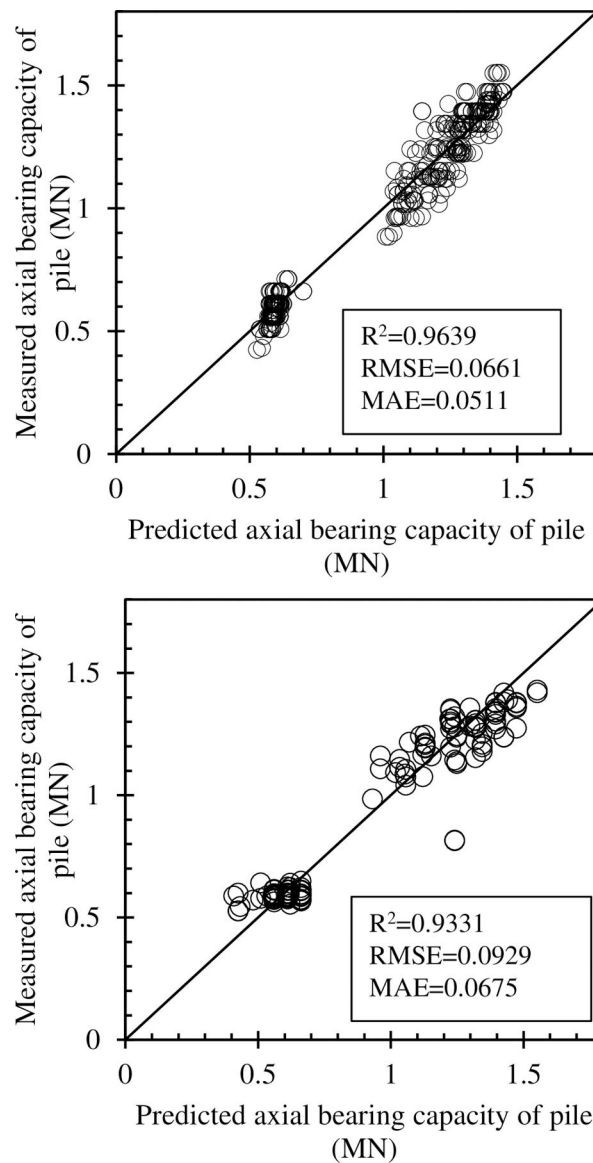 Measured axial bearing capacity of
pile (MN)
1.5
1
0.5
0
R²=0.9639
RMSE=0.0661
MAE=0.0511
0 0.5 1 1.5
Predicted axial bearing capacity of pile
(MN)
Measured axial bearing capacity of
pile (MN)
1.5
1
0.5
0
R²=0.9331
RMSE=0.0929
MAE=0.0675
0 0.5 1 1.5
Predicted axial bearing capacity of pile
(MN)